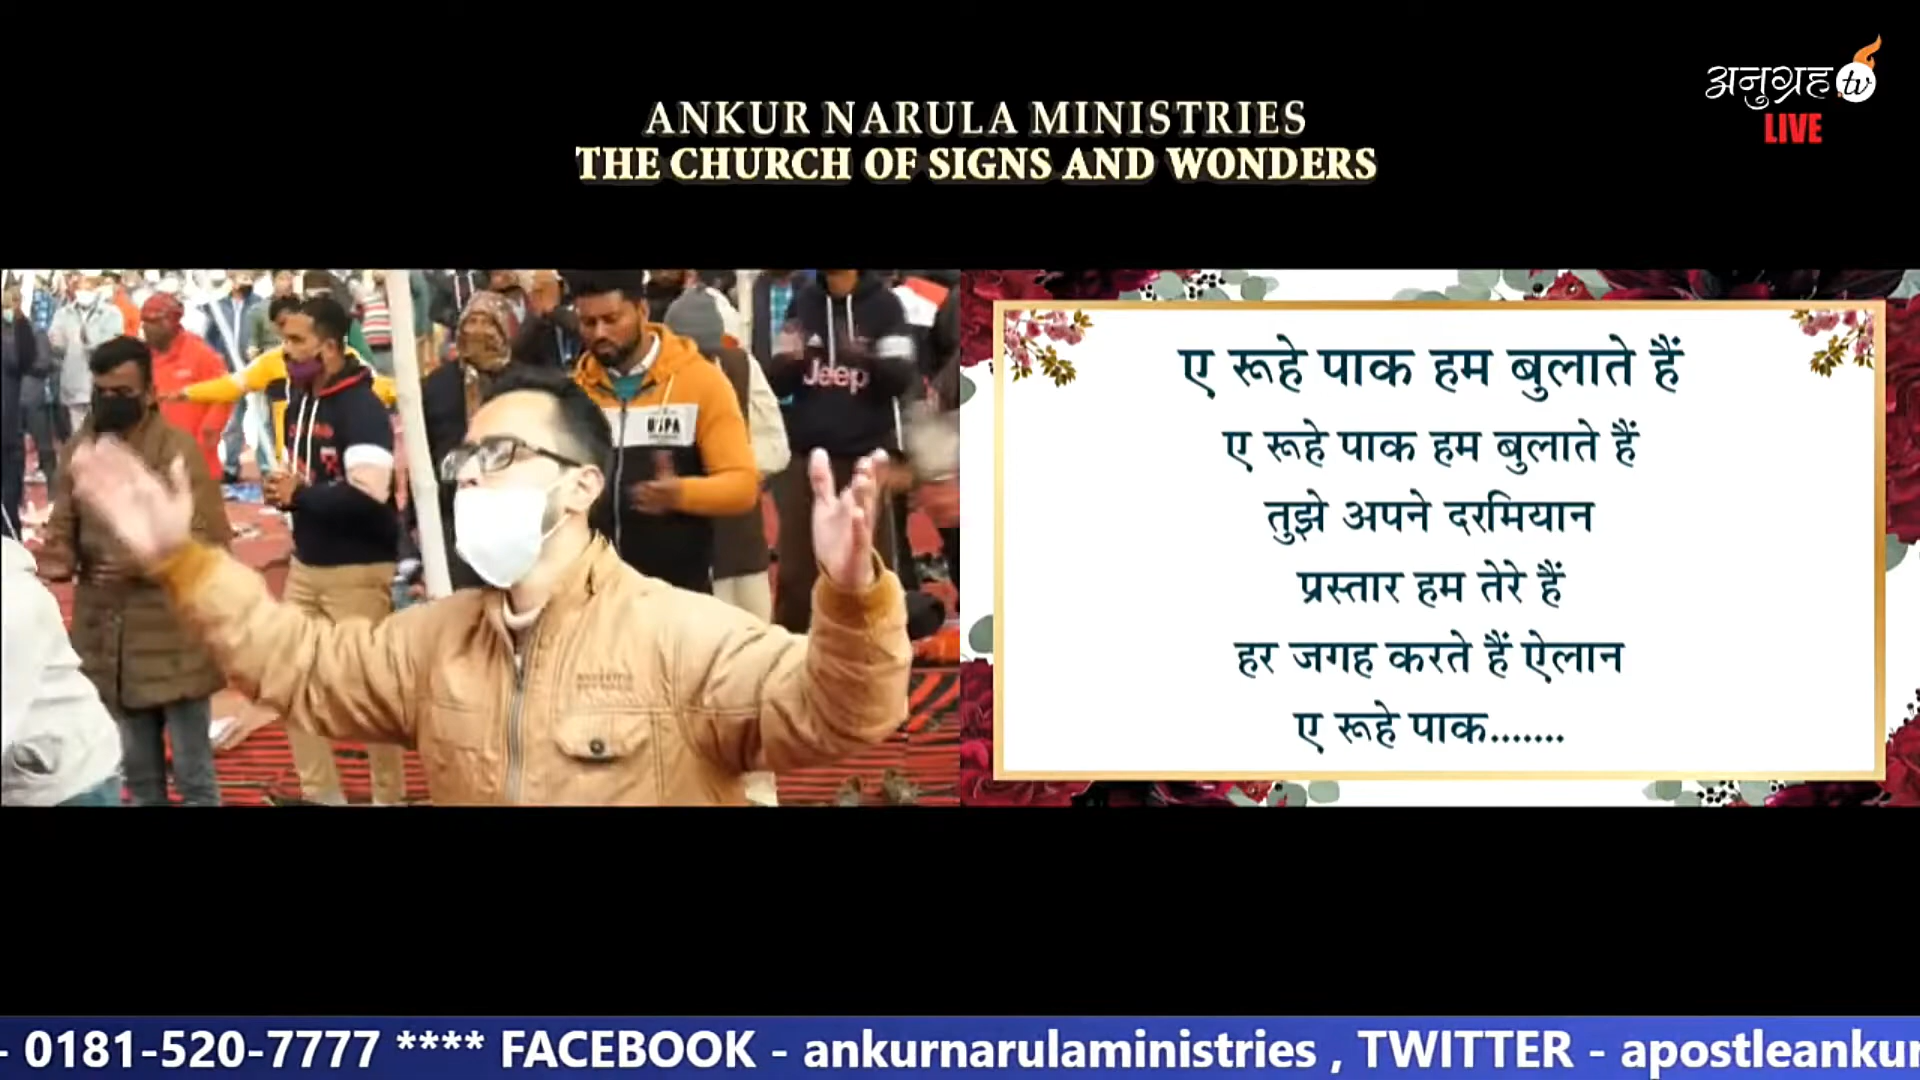 अनुग्रह tv
LIVE
ANKUR NARULA MINISTRIES
THE CHURCH OF SIGNS AND WONDERS
Jeep
ए रूहे पाक हम बुलाते हैं
ए रूहे पाक हम बुलाते हैं
तुझे अपने दरमियान
प्रस्तार हम तेरे हैं
हर जगह करते हैं ऐलान
ए रूहे पाक.......
- 0181-520-7777 **** FACEBOOK - ankurnarulaministries , TWITTER - apostleankur